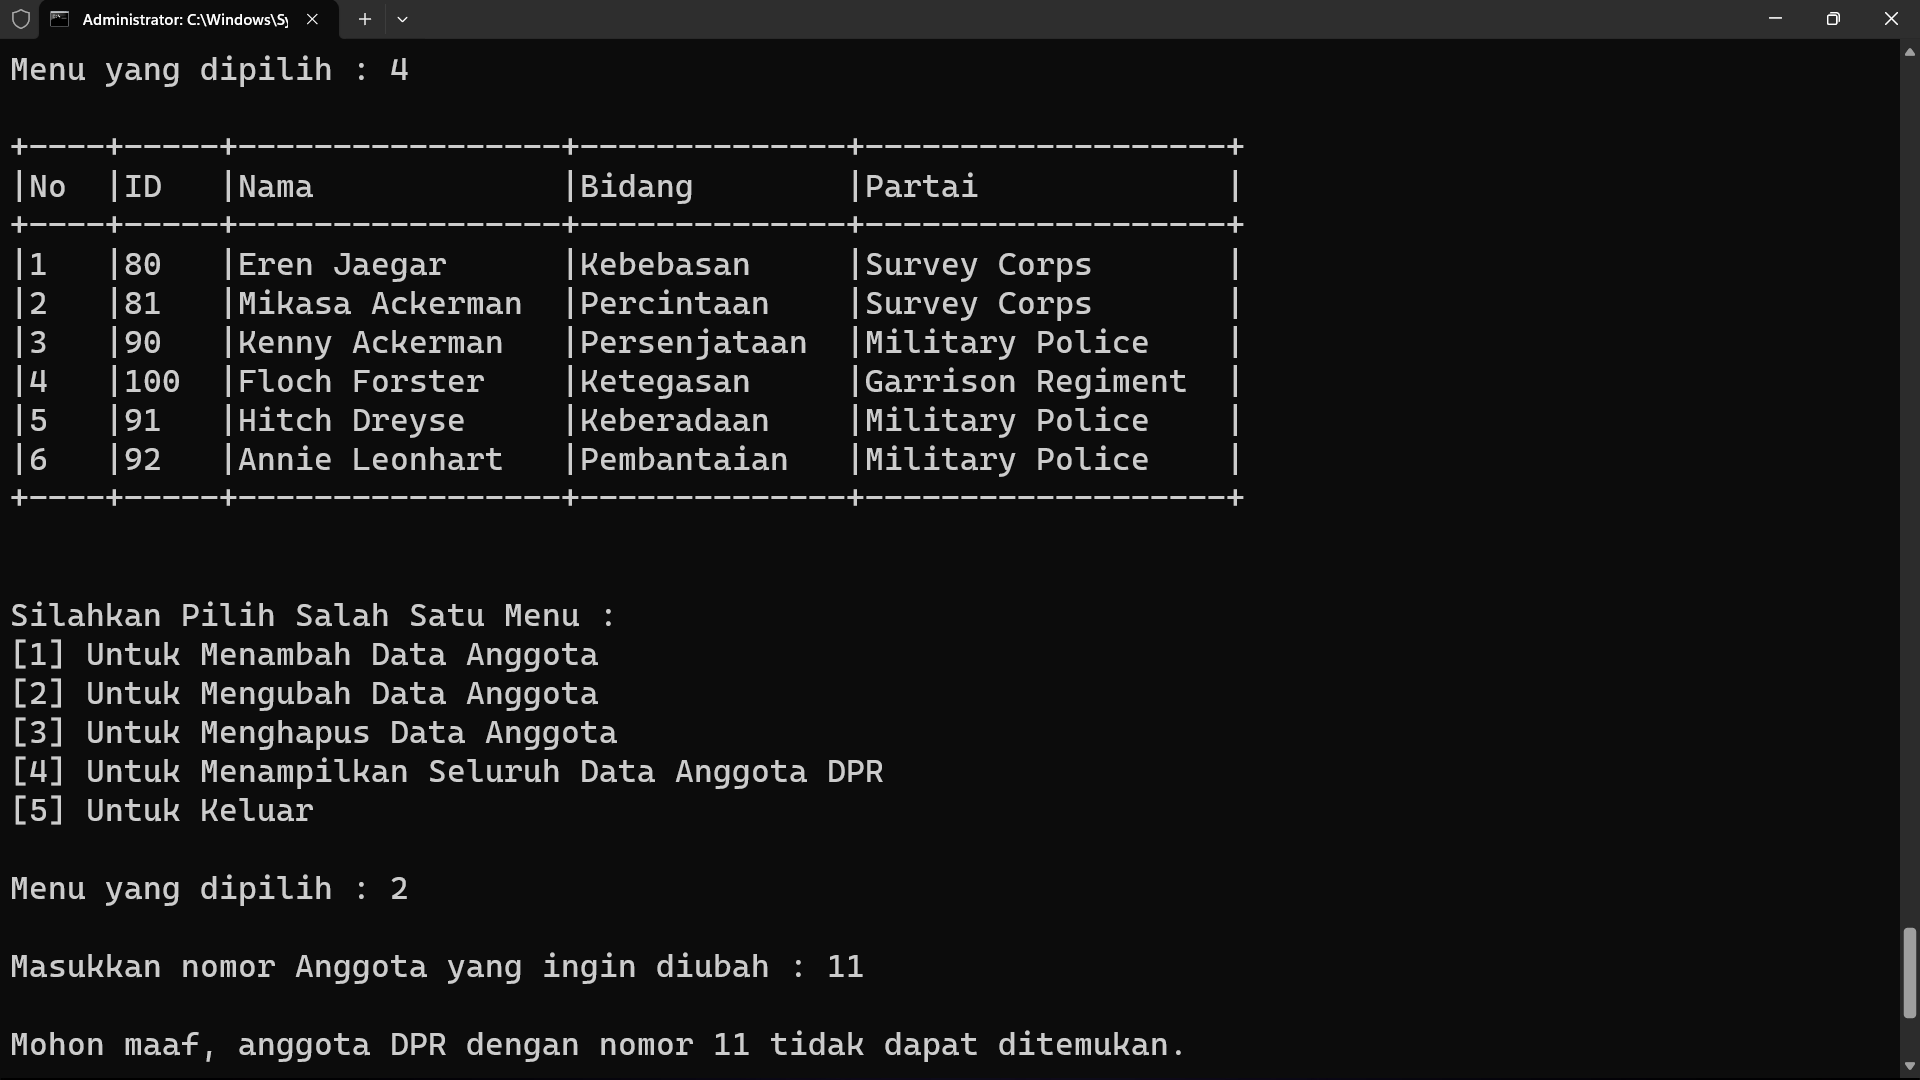 Administrator: C:\Windows\Sy
Menu yang dipilih : 4
+----+-----+-----------------+--------------+-------------------+
|No  |ID   |Nama             |Bidang        |Partai             |
+----+-----+-----------------+--------------+-------------------+
|1   |80   |Eren Jaegar      |Kebebasan     |Survey Corps       |
|2   |81   |Mikasa Ackerman  |Percintaan    |Survey Corps       |
|3   |90   |Kenny Ackerman   |Persenjataan  |Military Police    |
|4   |100  |Floch Forster    |Ketegasan     |Garrison Regiment  |
|5   |91   |Hitch Dreyse     |Keberadaan    |Military Police    |
|6   |92   |Annie Leonhart   |Pembantaian   |Military Police    |
+----+-----+-----------------+--------------+-------------------+
Silahkan Pilih Salah Satu Menu :
[1] Untuk Menambah Data Anggota
[2] Untuk Mengubah Data Anggota
[3] Untuk Menghapus Data Anggota
[4] Untuk Menampilkan Seluruh Data Anggota DPR
[5] Untuk Keluar
Menu yang dipilih : 2
Masukkan nomor Anggota yang ingin diubah : 11
Mohon maaf, anggota DPR dengan nomor 11 tidak dapat ditemukan.